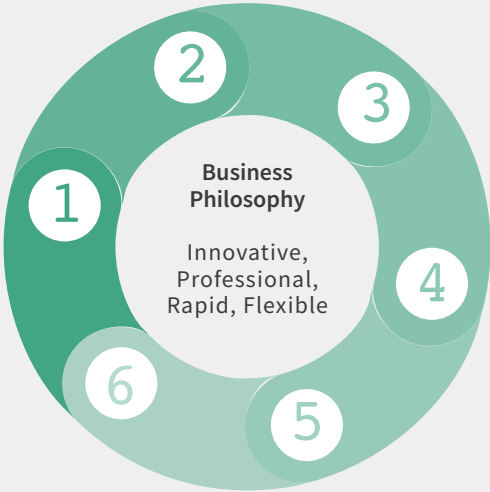 1
2
3
4
5
6
Business
Philosophy
Innovative,
Professional,
Rapid, Flexible